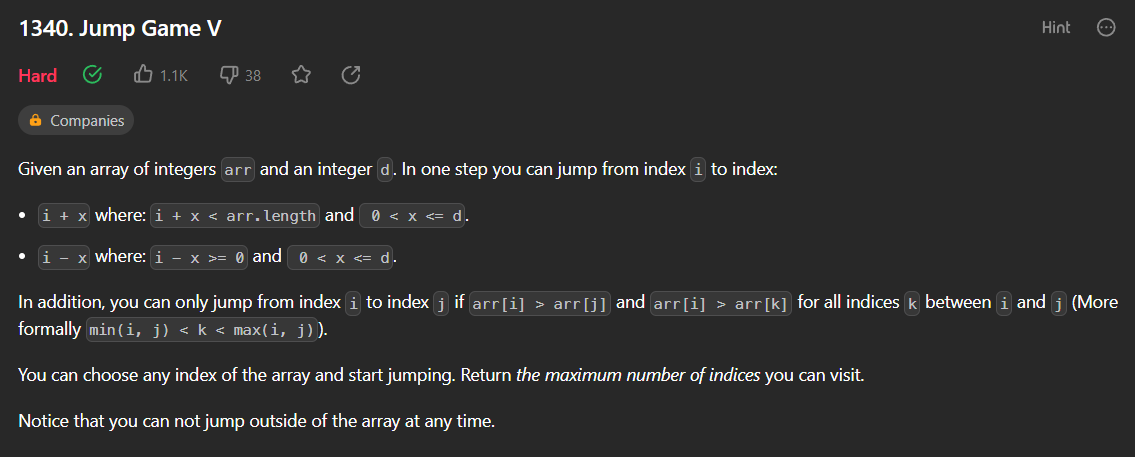 1340. Jump Game V
Hint
Hard
1.1K
38
Companies
Given an array of integers arr and an integer d. In one step you can jump from index i to index:
• i + x where: i + x < arr.length and 0 < x <= d.
• i - x where: i - x >= 0 and 0 < x <= d.
In addition, you can only jump from index i to index j if arr[i] > arr[j] and arr[i] > arr[k] for all indices k between i and j (More
formally min(i, j) < k < max(i, j)).
You can choose any index of the array and start jumping. Return the maximum number of indices you can visit.
Notice that you can not jump outside of the array at any time.